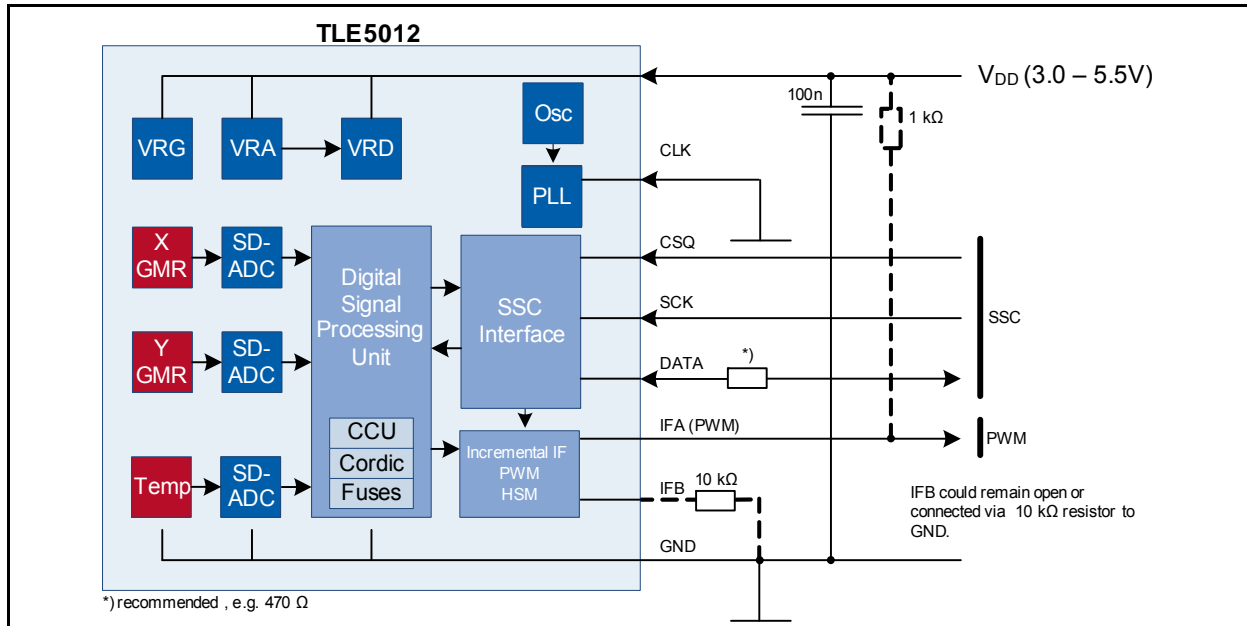 TLE5012
VDD (3.0 – 5.5V)
100n
1 kΩ
Osc
VRG
VRA
VRD
CLK
PLL
X
GMR
SD-
ADC
CSQ
Digital
Signal
Processing
Unit
SSC
Interface
SCK
SSC
Y
GMR
SD-
ADC
*)
DATA
CCU
Cordic
Fuses
IFA (PWM)
PWM
Incremental IF
PWM
HSM
Temp
SD-
ADC
IFB
10 kΩ
IFB could remain open or
connected via 10 kΩ resistor to
GND.
GND
*) recommended , e.g. 470 Ω